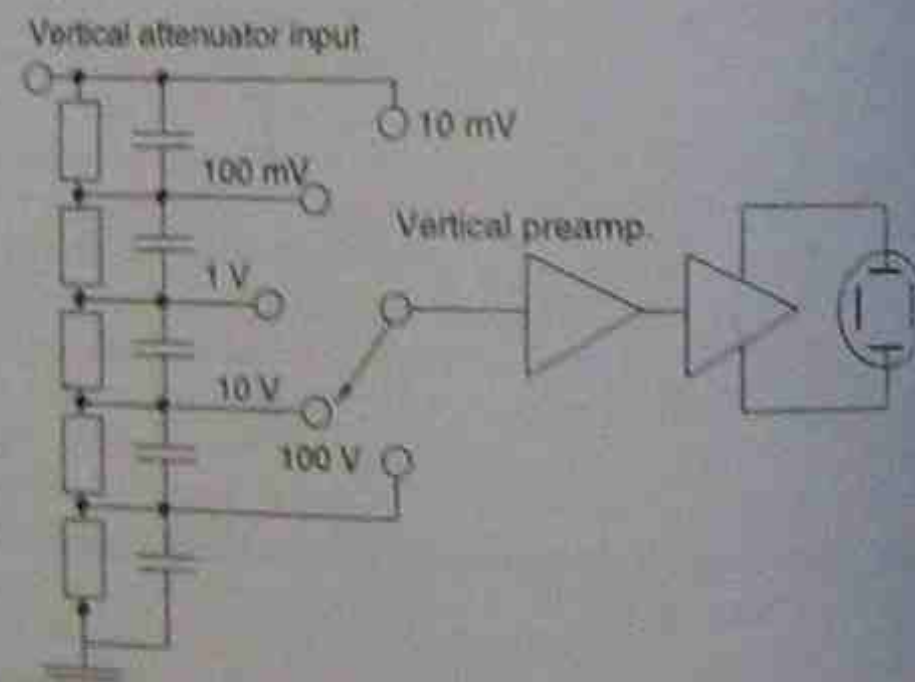 Vertical attenuator input
10 mV
100 mV
Vertical preamp.
1 V
10 V
100 V